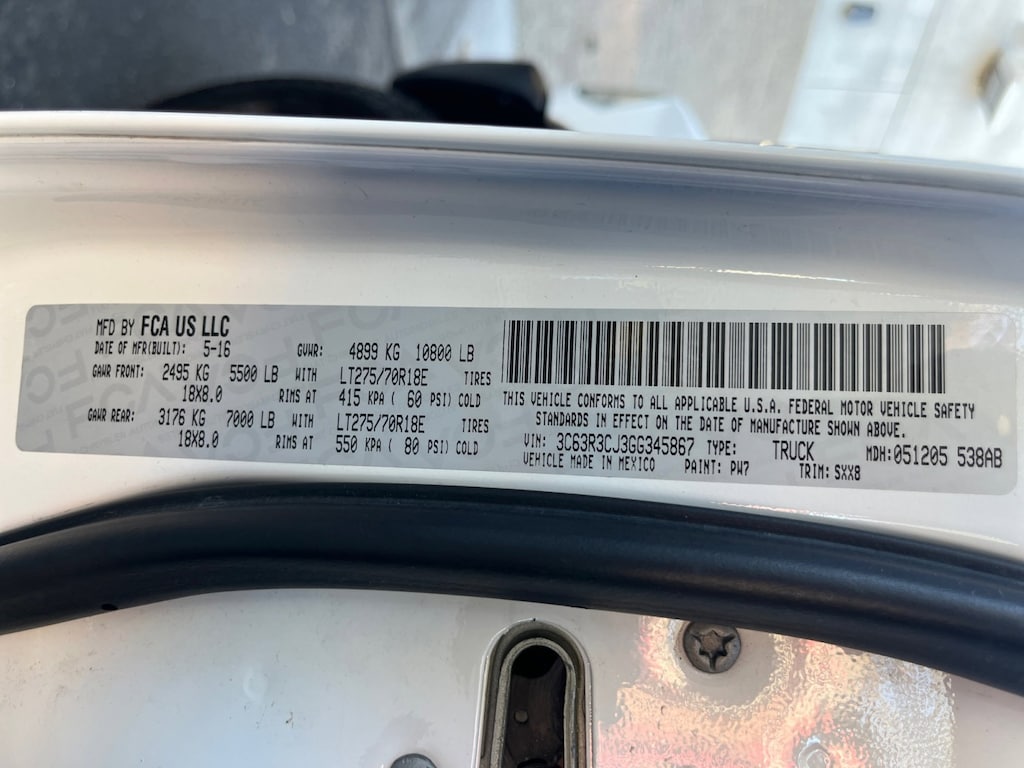 MFD BY FCA US LLC
DATE OF MFR(BUILT): 5-16 GVWR: 4899 KG 10800 LB
GAWR FRONT: 2495 KG 5500 LB WITH LT275/70R18E TIRES
18X8.0 RIMS AT 415 KPA ( 60 PSI) COLD
GAWR REAR: 3176 KG 7000 LB WITH LT275/70R18E TIRES
18X8.0 RIMS AT 550 KPA ( 80 PSI) COLD
THIS VEHICLE CONFORMS TO ALL APPLICABLE U.S.A. FEDERAL MOTOR VEHICLE SAFETY
STANDARDS IN EFFECT ON THE DATE OF MANUFACTURE SHOWN ABOVE.
VIN: 3C63R3CJ3GG345867 TYPE: TRUCK MDH:051205 538AB
VEHICLE MADE IN MEXICO PAINT: PW7 TRIM: SXX8